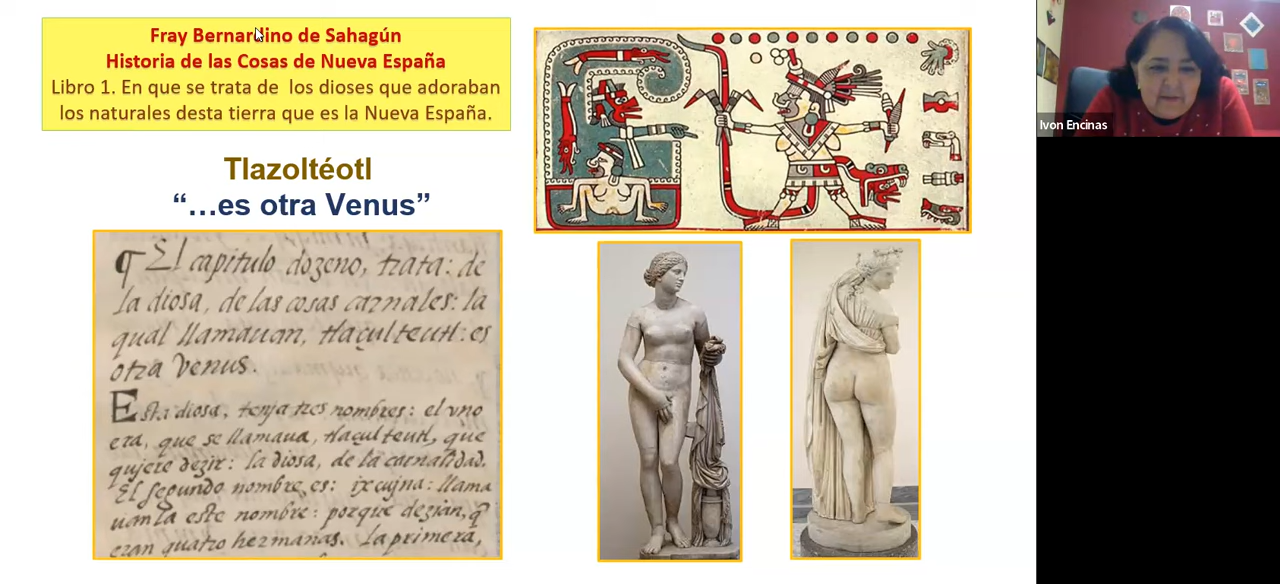 Fray Bernardino de Sahagún
Historia de las Cosas de Nueva España
Libro 1. En que se trata de los dioses que adoraban
los naturales desta tierra que es la Nueva España.
Tlazoltéotl
“…es otra Venus”
¶ El capitulo dozeno, trata: de
la diosa, de las cosas carnales: la
qual llamauan, tlaçulteutl: es
otra Venus.
Esta diosa, tenja tres nombres: el vno
era, que se llamaua, tlaçulteutl, que
qujere dezir: la diosa, de la carnalidad.
El segundo nombre, es: ixcujna: llama
uanla este nombre: porque dezian, q̄
eran quatro hermanas. La primera,
Ivon Encinas